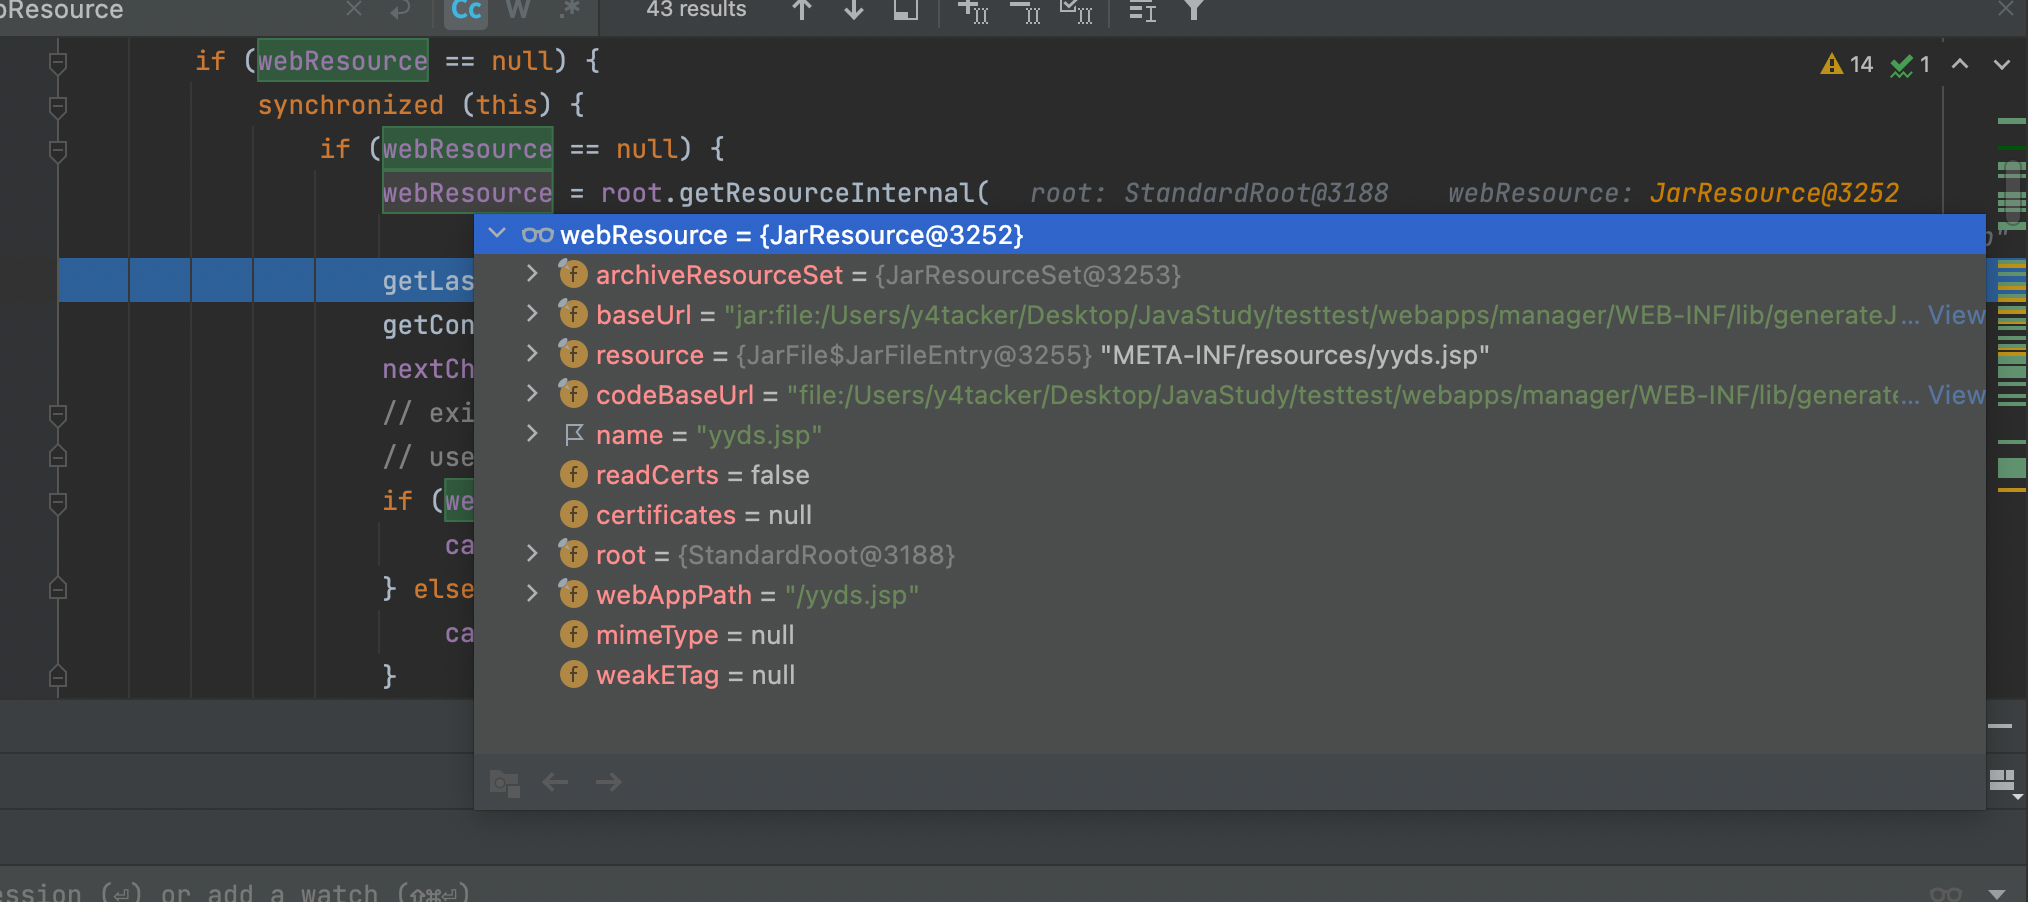 bResource Cc W .* 43 results
if (webResource == null) { 14 1
synchronized (this) {
if (webResource == null) {
webResource = root.getResourceInternal( root: StandardRoot@3188 webResource: JarResource@3252
webResource = {JarResource@3252}
archiveResourceSet = {JarResourceSet@3253}
getLas
baseUrl = "jar:file:/Users/y4tacker/Desktop/JavaStudy/testtest/webapps/manager/WEB-INF/lib/generateJ... View
getCon
resource = {JarFile$JarFileEntry@3255} "META-INF/resources/yyds.jsp"
nextCh
codeBaseUrl = "file:/Users/y4tacker/Desktop/JavaStudy/testtest/webapps/manager/WEB-INF/lib/generate... View
// exi
name = "yyds.jsp"
// use
readCerts = false
if (we
certificates = null
ca
root = {StandardRoot@3188}
} else
webAppPath = "/yyds.jsp"
ca
mimeType = null
}
weakETag = null
ession (⏎) or add a watch (⇧⌘⏎)